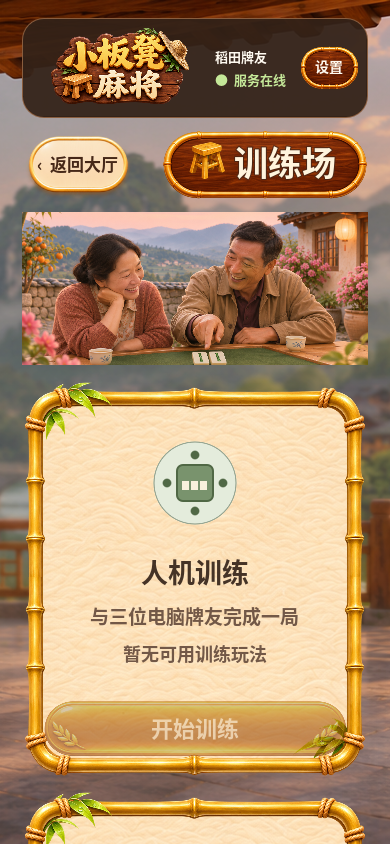 小板凳
麻将
稻田牌友
服务在线
设置
‹ 返回大厅
训练场
人机训练
与三位电脑牌友完成一局
暂无可用训练玩法
开始训练